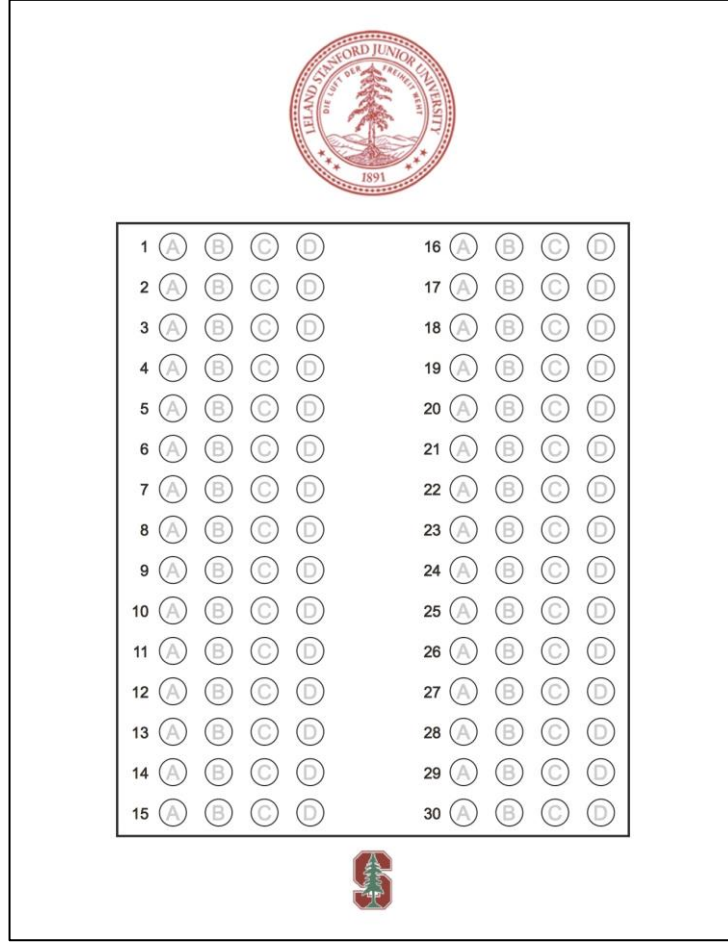 LELAND STANFORD JUNIOR UNIVERSITY
DIE LUFT DER FREIHEIT WEHT
1891
1 A B C D
2 A B C D
3 A B C D
4 A B C D
5 A B C D
6 A B C D
7 A B C D
8 A B C D
9 A B C D
10 A B C D
11 A B C D
12 A B C D
13 A B C D
14 A B C D
15 A B C D
16 A B C D
17 A B C D
18 A B C D
19 A B C D
20 A B C D
21 A B C D
22 A B C D
23 A B C D
24 A B C D
25 A B C D
26 A B C D
27 A B C D
28 A B C D
29 A B C D
30 A B C D
S